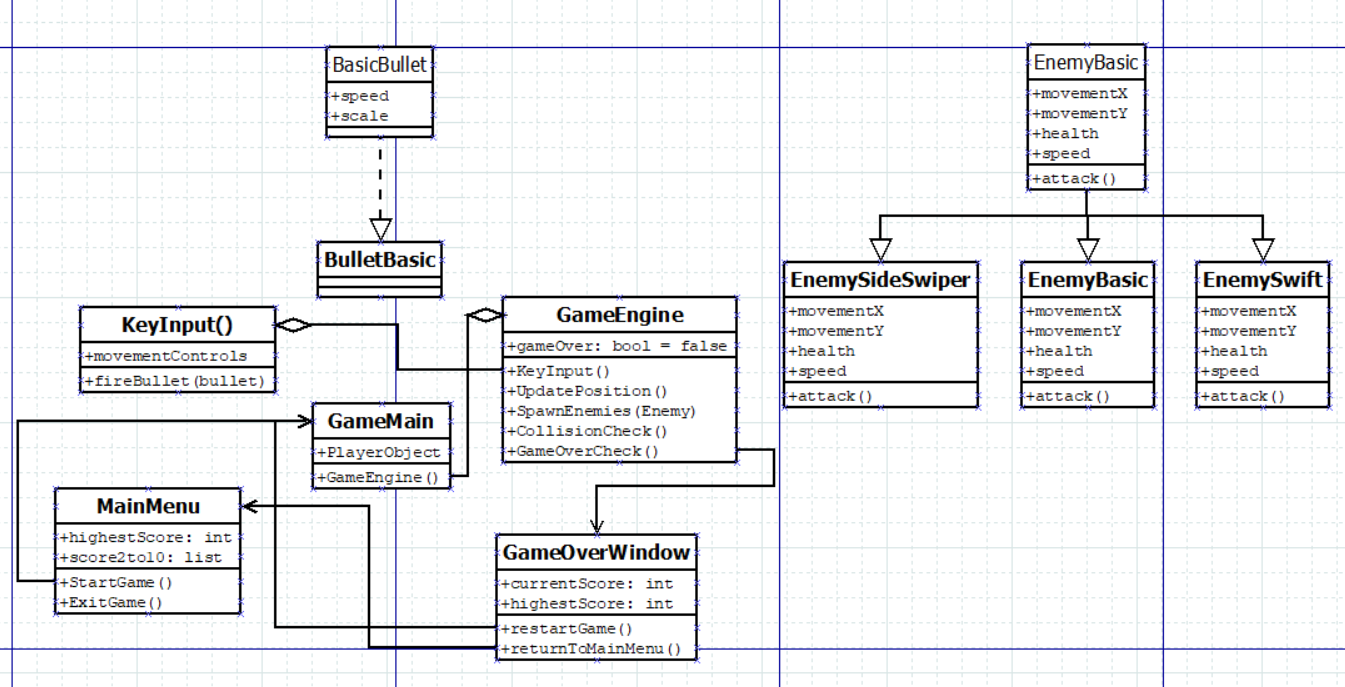 BasicBullet
+speed
+scale
BulletBasic
EnemyBasic
+movementX
+movementY
+health
+speed
+attack()
EnemySideSwiper
+movementX
+movementY
+health
+speed
+attack()
EnemyBasic
+movementX
+movementY
+health
+speed
+attack()
EnemySwift
+movementX
+movementY
+health
+speed
+attack()
KeyInput()
+movementControls
+fireBullet(bullet)
GameEngine
+gameOver: bool = false
+KeyInput()
+UpdatePosition()
+SpawnEnemies(Enemy)
+CollisionCheck()
+GameOverCheck()
GameMain
+PlayerObject
+GameEngine()
MainMenu
+highestScore: int
+score2to10: list
+StartGame()
+ExitGame()
GameOverWindow
+currentScore: int
+highestScore: int
+restartGame()
+returnToMainMenu()